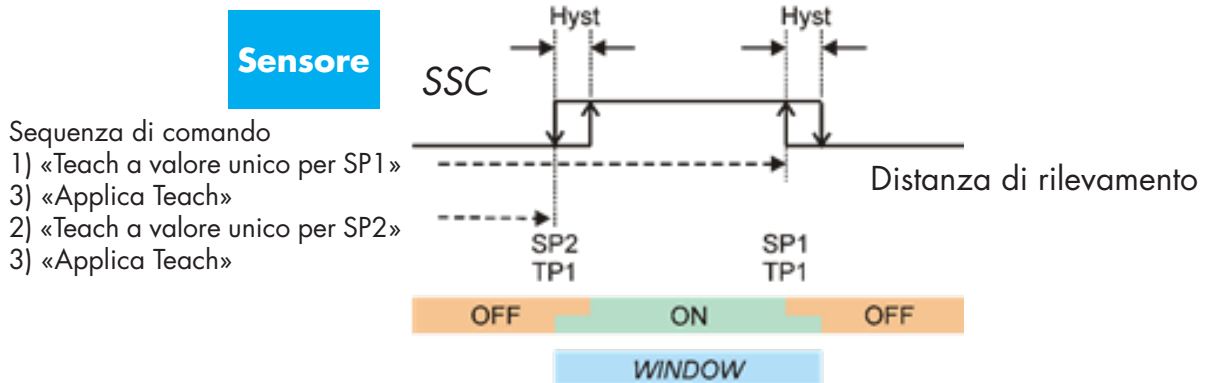 Hyst Hyst
Sensore
SSC
Sequenza di comando
1) «Teach a valore unico per SP1»
3) «Applica Teach»
2) «Teach a valore unico per SP2»
3) «Applica Teach»
Distanza di rilevamento
SP2 SP1
TP1 TP1
OFF ON OFF
WINDOW